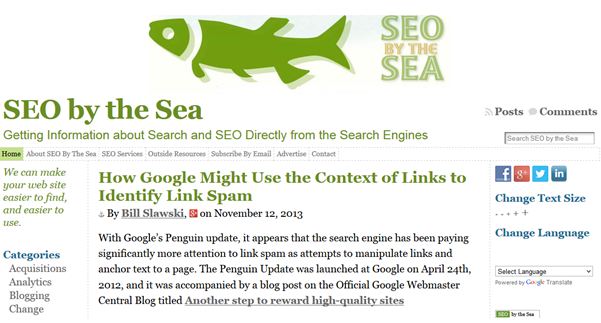 SEO
BY THE
SEA
SEO by the Sea
Posts Comments
Getting Information about Search and SEO Directly from the Search Engines
Search SEO by the Sea
Home About SEO By The Sea SEO Services Outside Resources Subscribe By Email Advertise Contact
We can make
your web site
easier to find,
and easier to
use.
Categories
Acquisitions
Analytics
Blogging
Change
How Google Might Use the Context of Links to
Identify Link Spam
By Bill Slawski, on November 12, 2013
With Google's Penguin update, it appears that the search engine has been paying
significantly more attention to link spam as attempts to manipulate links and
anchor text to a page. The Penguin Update was launched at Google on April 24th,
2012, and it was accompanied by a blog post on the Official Google Webmaster
Central Blog titled Another step to reward high-quality sites
Change Text Size
- - + + +
Change Language
Select Language
Powered by Google Translate
SEO by the Sea